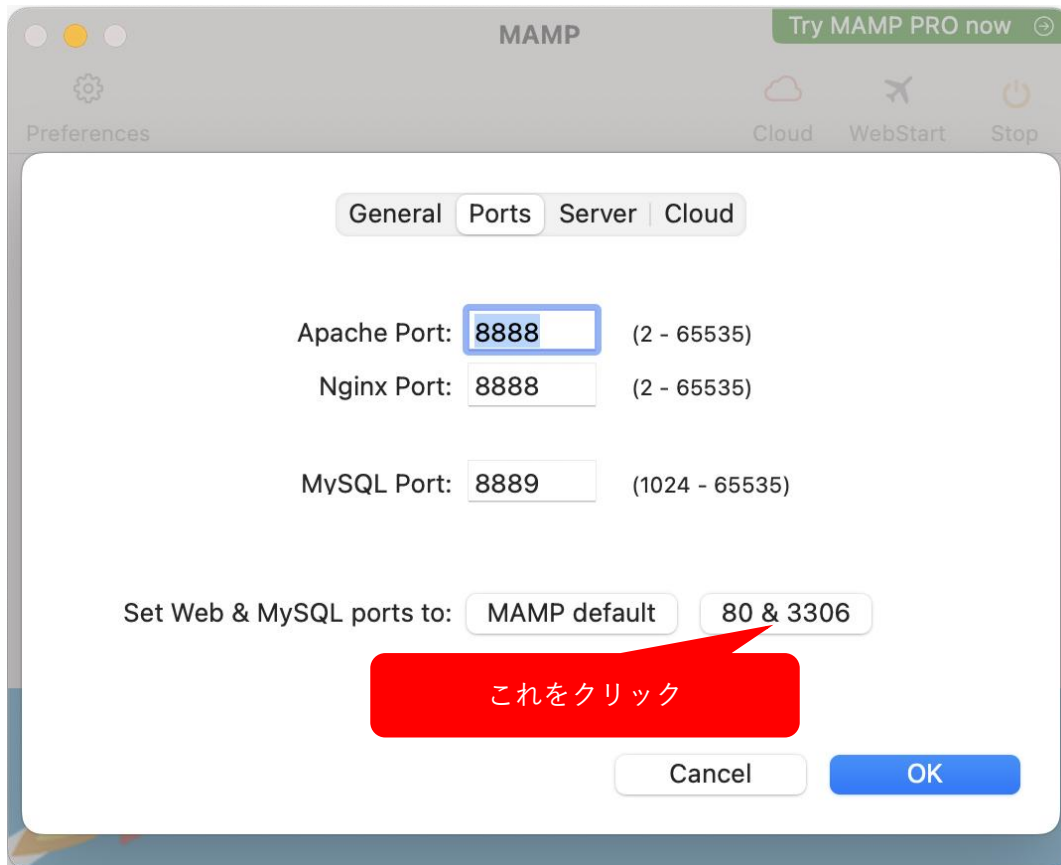 MAMP
Try MAMP PRO now
Preferences
Cloud WebStart Stop
General Ports Server Cloud
Apache Port: 8888 (2 - 65535)
Nginx Port: 8888 (2 - 65535)
MySQL Port: 8889 (1024 - 65535)
Set Web & MySQL ports to: MAMP default 80 & 3306
これをクリック
Cancel OK